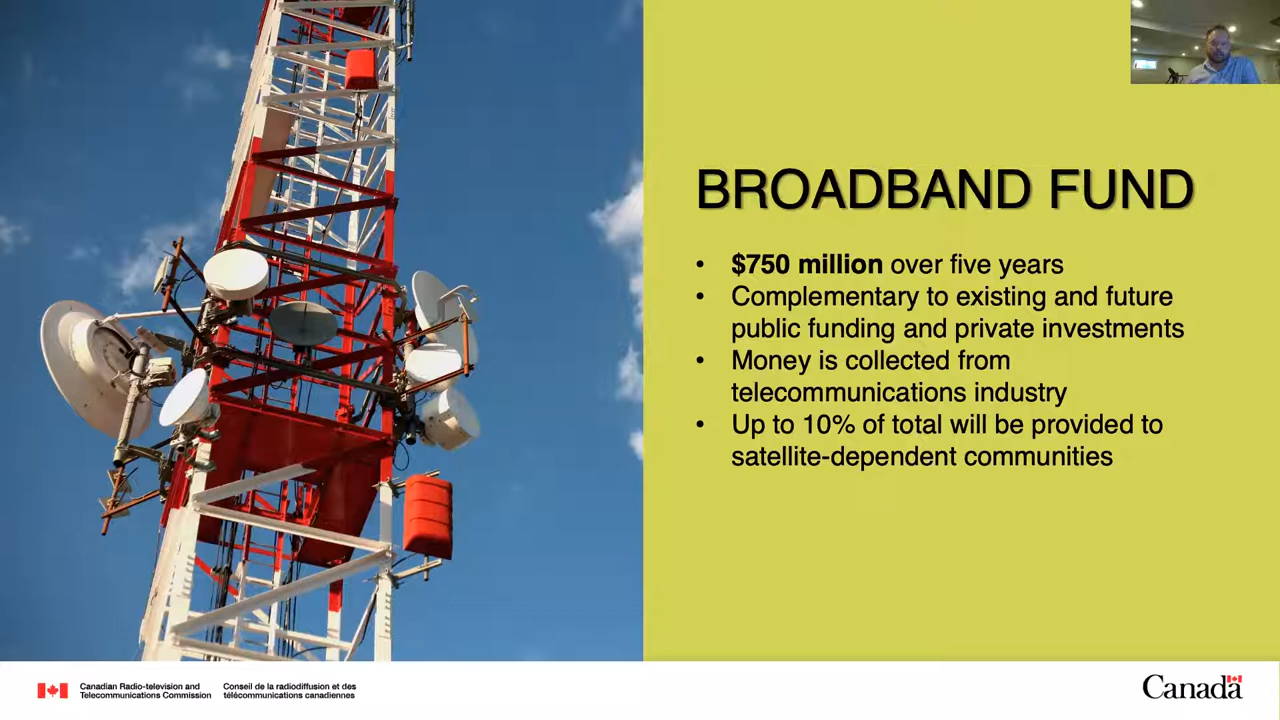 BROADBAND FUND
• $750 million over five years
• Complementary to existing and future
public funding and private investments
• Money is collected from
telecommunications industry
• Up to 10% of total will be provided to
satellite-dependent communities
Canadian Radio-television and
Telecommunications Commission
Conseil de la radiodiffusion et des
télécommunications canadiennes
Canada